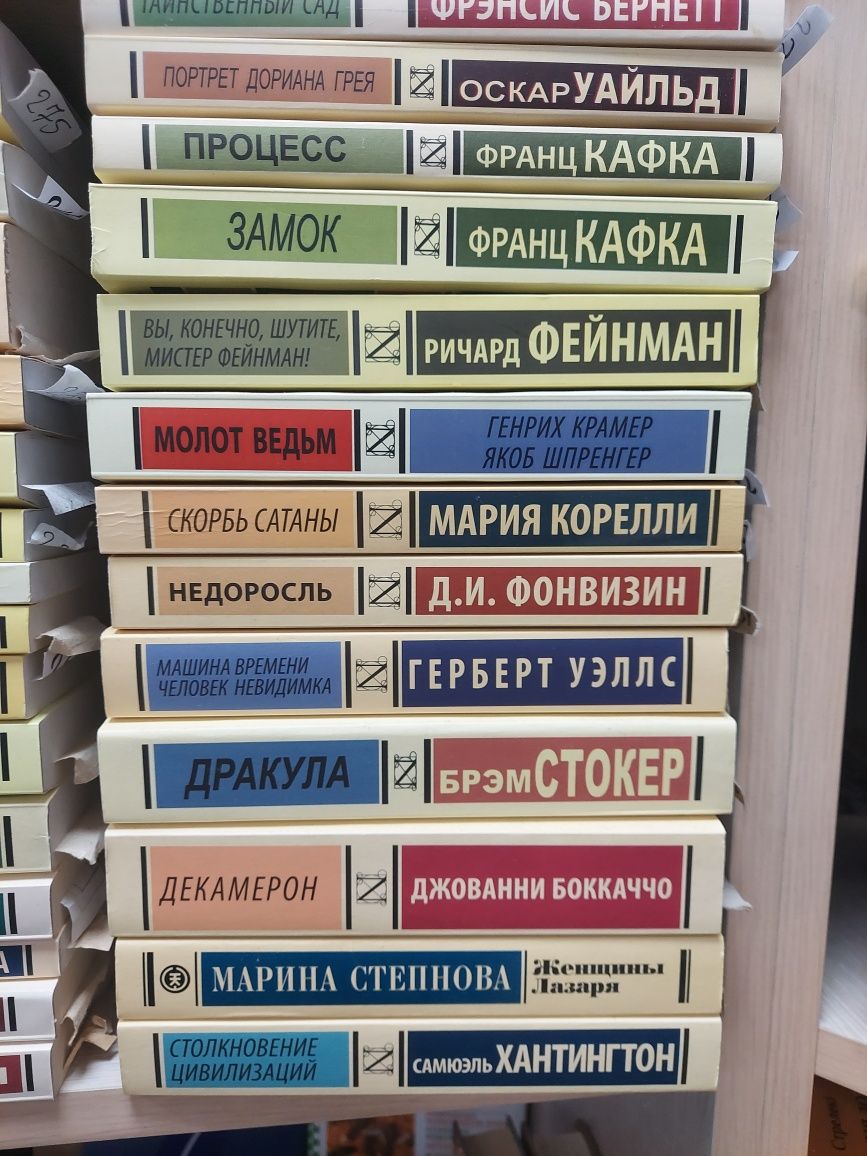 ТАИНСТВЕННЫЙ САД
ФРЭНСИС БЕРНЕТТ
ПОРТРЕТ ДОРИАНА ГРЕЯ
ОСКАР УАЙЛЬД
ПРОЦЕСС
ФРАНЦ КАФКА
ЗАМОК
ФРАНЦ КАФКА
ВЫ, КОНЕЧНО, ШУТИТЕ,
МИСТЕР ФЕЙНМАН!
РИЧАРД ФЕЙНМАН
МОЛОТ ВЕДЬМ
ГЕНРИХ КРАМЕР
ЯКОБ ШПРЕНГЕР
СКОРБЬ САТАНЫ
МАРИЯ КОРЕЛЛИ
НЕДОРОСЛЬ
Д.И. ФОНВИЗИН
МАШИНА ВРЕМЕНИ
ЧЕЛОВЕК НЕВИДИМКА
ГЕРБЕРТ УЭЛЛС
ДРАКУЛА
БРЭМ СТОКЕР
ДЕКАМЕРОН
ДЖОВАННИ БОККАЧЧО
МАРИНА СТЕПНОВА
Женщины
Лазаря
СТОЛКНОВЕНИЕ
ЦИВИЛИЗАЦИЙ
САМЮЭЛЬ ХАНТИНГТОН
275